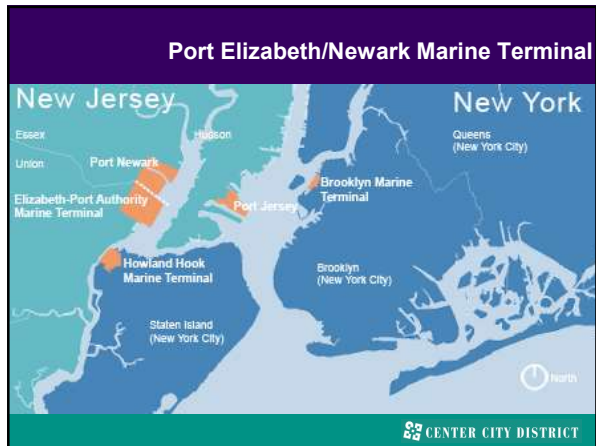 Port Elizabeth/Newark Marine Terminal
New Jersey
New York
Essex
Hudson
Queens
(New York City)
Union
Port Newark
Brooklyn Marine
Terminal
Elizabeth-Port Authority
Marine Terminal
Port Jersey
Howland Hook
Marine Terminal
Brooklyn
(New York City)
Staten Island
(New York City)
North
CENTER CITY DISTRICT